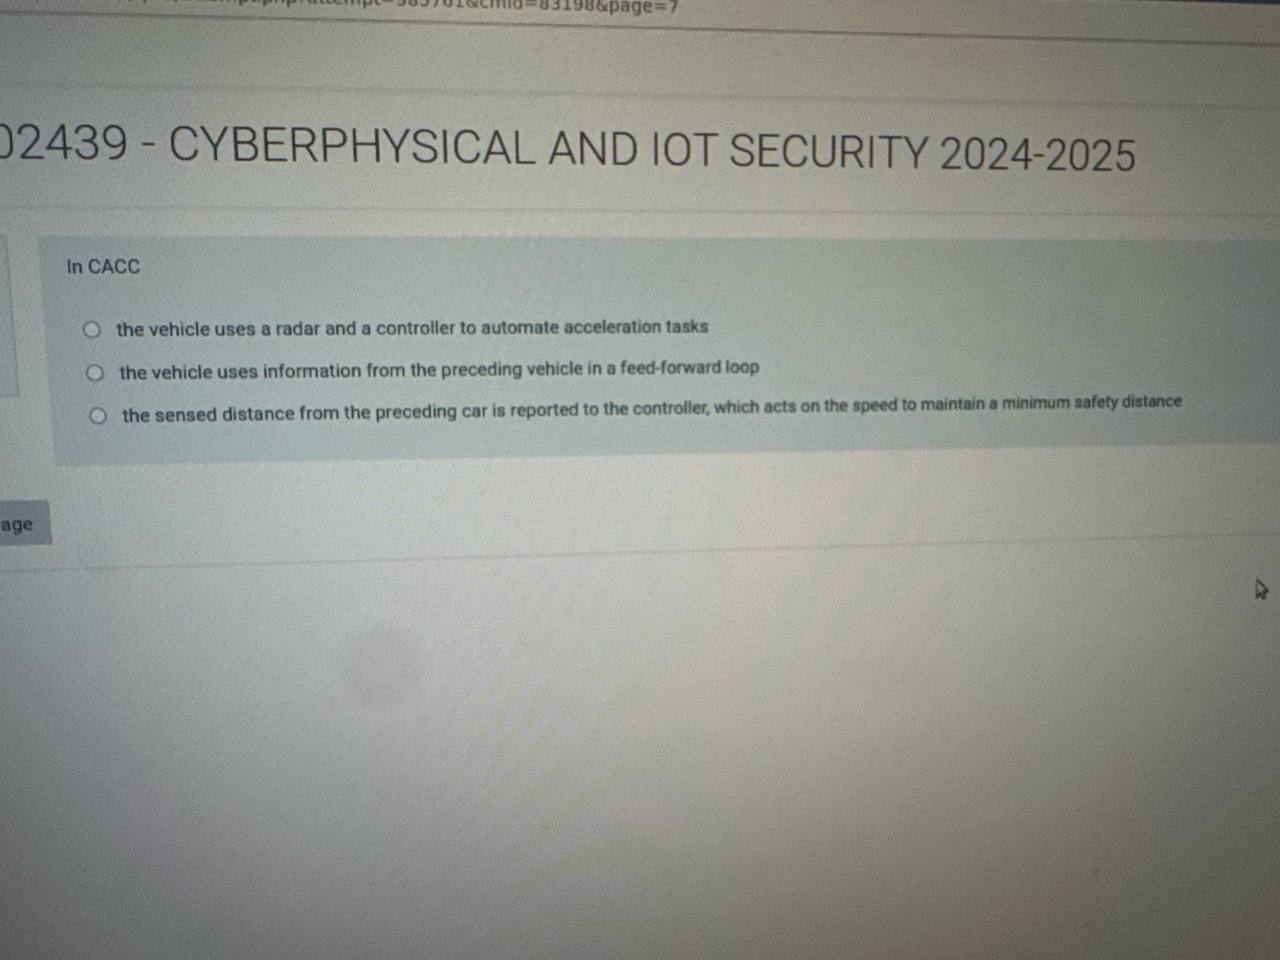 83198&page=7
02439 - CYBERPHYSICAL AND IOT SECURITY 2024-2025
In CACC
the vehicle uses a radar and a controller to automate acceleration tasks
the vehicle uses information from the preceding vehicle in a feed-forward loop
the sensed distance from the preceding car is reported to the controller, which acts on the speed to maintain a minimum safety distance
age